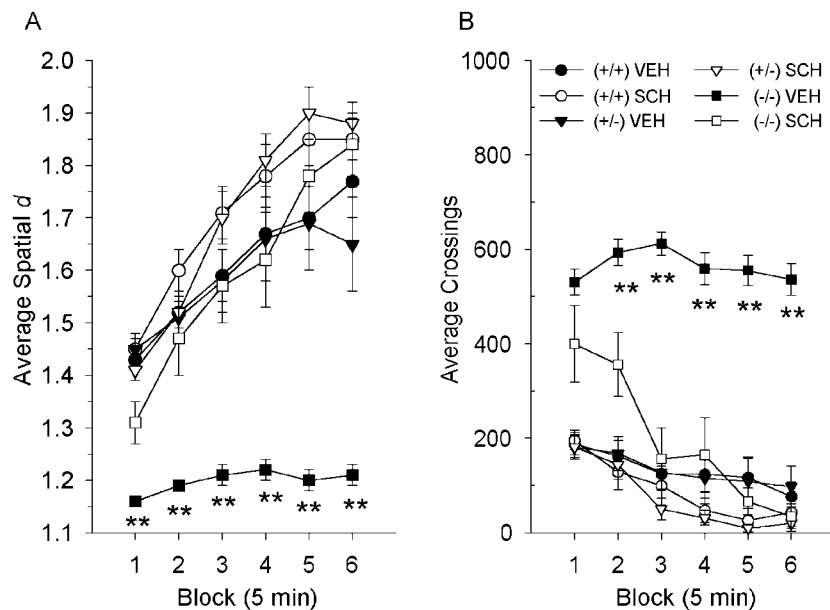 A
Average Spatial d
2.0
1.9
1.8
1.7
1.6
1.5
1.4
1.3
1.2
1.1
** ** ** ** ** **
1 2 3 4 5 6
Block (5 min)
B
Average Crossings
1000
800
600
400
200
0
(+/+) VEH
(+/+) SCH
(+/-) VEH
(+/-) SCH
(-/-) VEH
(-/-) SCH
** ** ** ** **
1 2 3 4 5 6
Block (5 min)